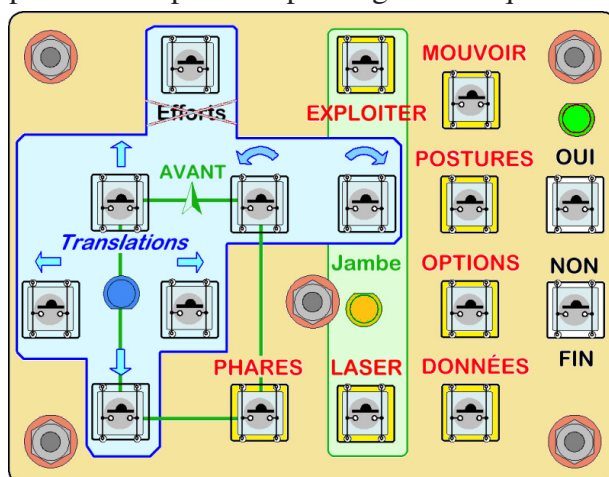 MOUVOIR
Efforts
EXPLOITER
AVANT
POSTURES
OUI
Translations
Jambe
OPTIONS
NON
PHARES
LASER
DONNÉES
FIN